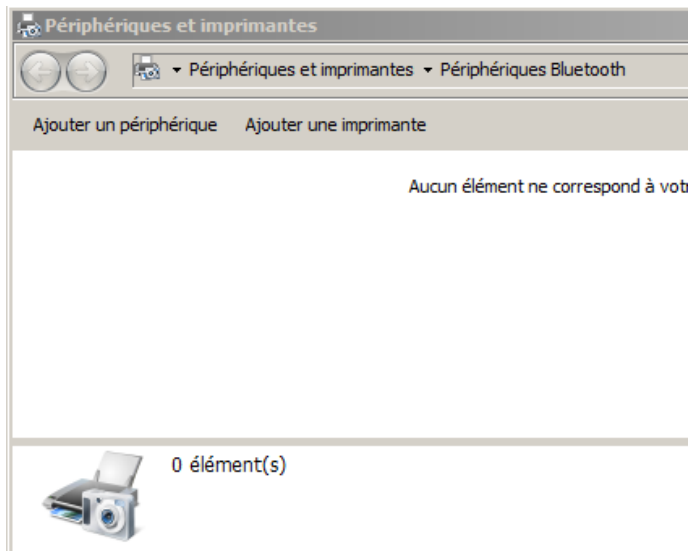 Périphériques et imprimantes
Périphériques et imprimantes Périphériques Bluetooth
Ajouter un périphérique Ajouter une imprimante
Aucun élément ne correspond à
0 élément(s)